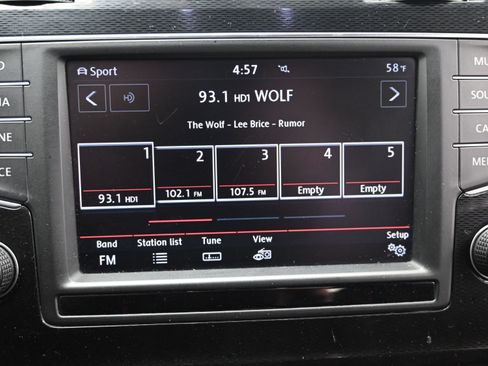 Sport 4:57 58°F
HD 93.1 HD1 WOLF
The Wolf - Lee Brice - Rumor
1 2 3 4 5
93.1 HD1 102.1 FM 107.5 FM Empty Empty
Band Station list Tune View Setup
FM